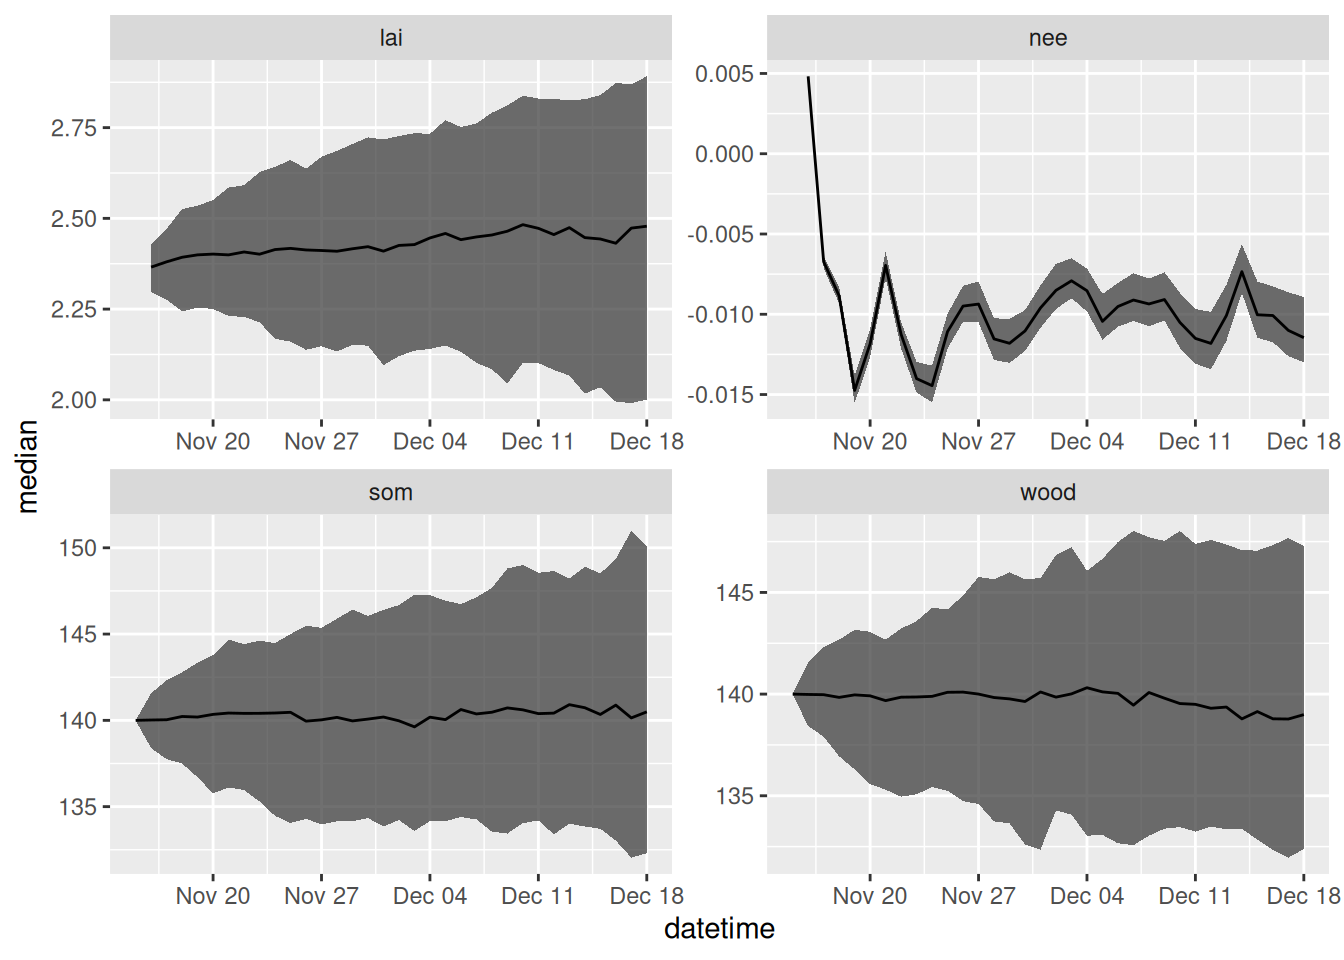 lai
nee
2.75
2.50
2.25
2.00
0.005
0.000
-0.005
-0.010
-0.015
Nov 20 Nov 27 Dec 04 Dec 11 Dec 18
Nov 20 Nov 27 Dec 04 Dec 11 Dec 18
median
som
wood
150
145
140
135
145
140
135
Nov 20 Nov 27 Dec 04 Dec 11 Dec 18
Nov 20 Nov 27 Dec 04 Dec 11 Dec 18
datetime